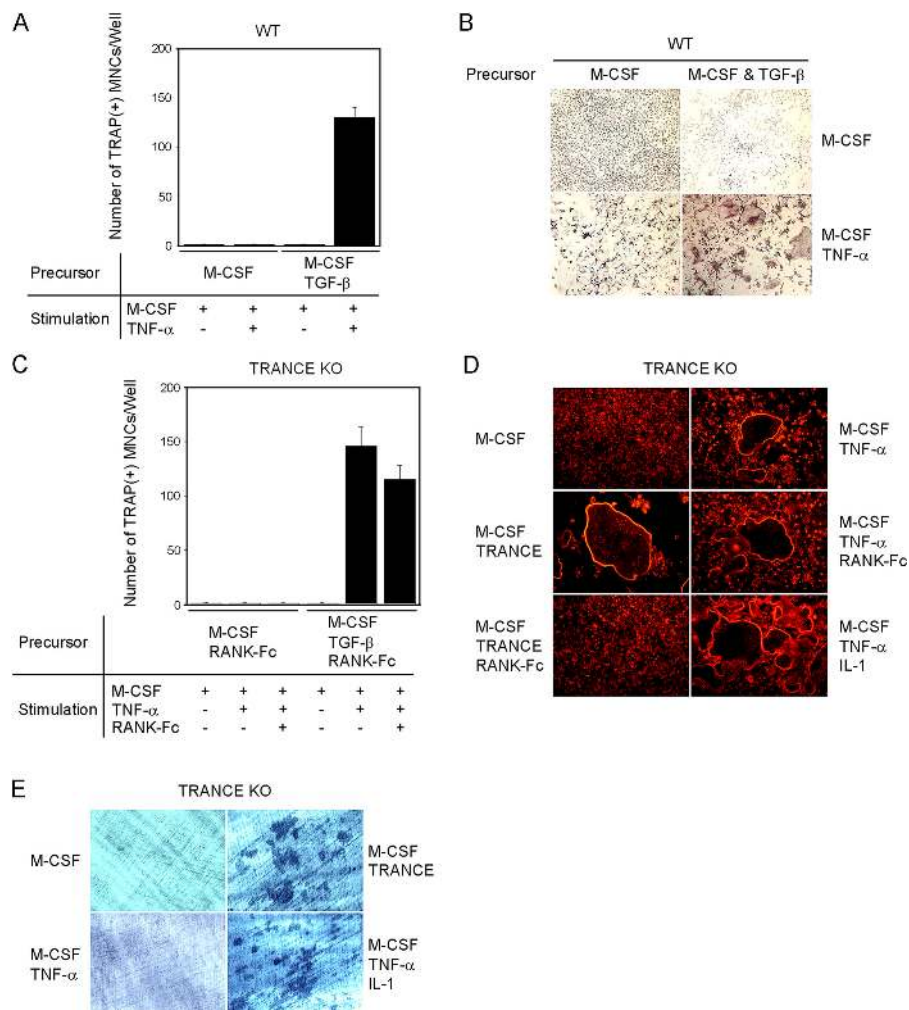 A
WT
Number of TRAP(+) MNCs/Well
200
150
100
50
0
Precursor
M-CSF
M-CSF
TGF-β
Stimulation
M-CSF + + + +
TNF-α - + - +
B
WT
Precursor M-CSF M-CSF & TGF-β
M-CSF
M-CSF
TNF-α
C
TRANCE KO
Number of TRAP(+) MNCs/Well
200
150
100
50
0
Precursor
M-CSF
RANK-Fc
M-CSF
TGF-β
RANK-Fc
Stimulation
M-CSF + + + + + +
TNF-α - + + - + +
RANK-Fc - - + - - +
D
TRANCE KO
M-CSF
M-CSF
TNF-α
M-CSF
TRANCE
M-CSF
TNF-α
RANK-Fc
M-CSF
TRANCE
RANK-Fc
M-CSF
TNF-α
IL-1
E
TRANCE KO
M-CSF
M-CSF
TRANCE
M-CSF
TNF-α
M-CSF
TNF-α
IL-1